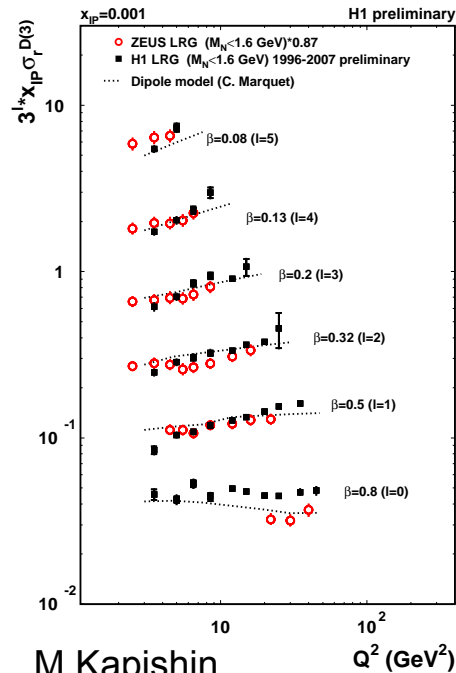 x_IP=0.001 H1 preliminary
ZEUS LRG (M_N<1.6 GeV)*0.87
H1 LRG (M_N<1.6 GeV) 1996-2007 preliminary
Dipole model (C. Marquet)
3^l*x_IP σ_r^D(3)
10
β=0.08 (l=5)
β=0.13 (l=4)
1
β=0.2 (l=3)
β=0.32 (l=2)
10^-1
β=0.5 (l=1)
β=0.8 (l=0)
10^-2
1 10 10^2
M Kapishin Q^2 (GeV^2)